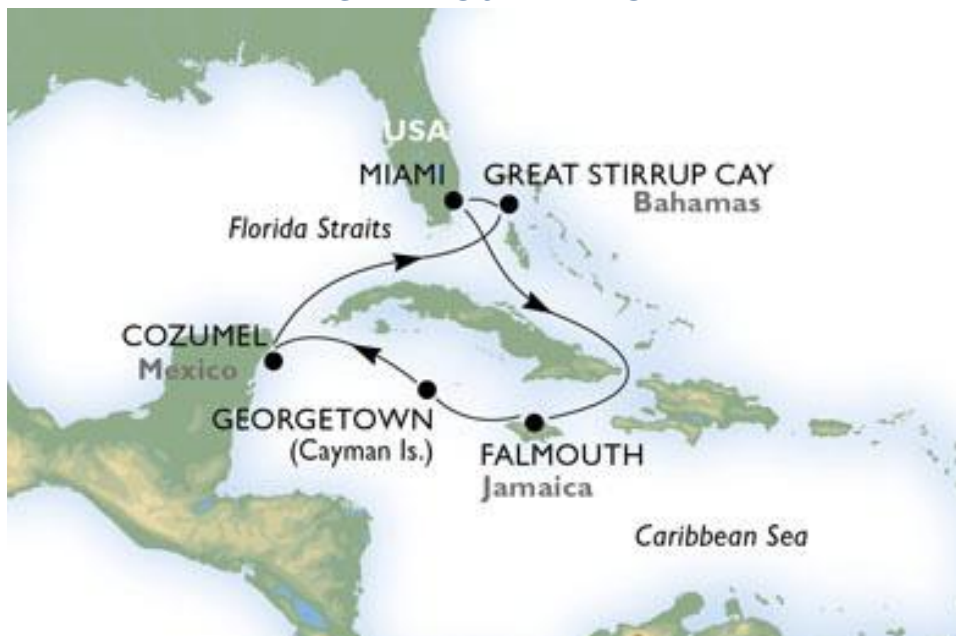 USA
MIAMI
GREAT STIRRUP CAY
Bahamas
Florida Straits
COZUMEL
Mexico
GEORGETOWN
(Cayman Is.)
FALMOUTH
Jamaica
Caribbean Sea